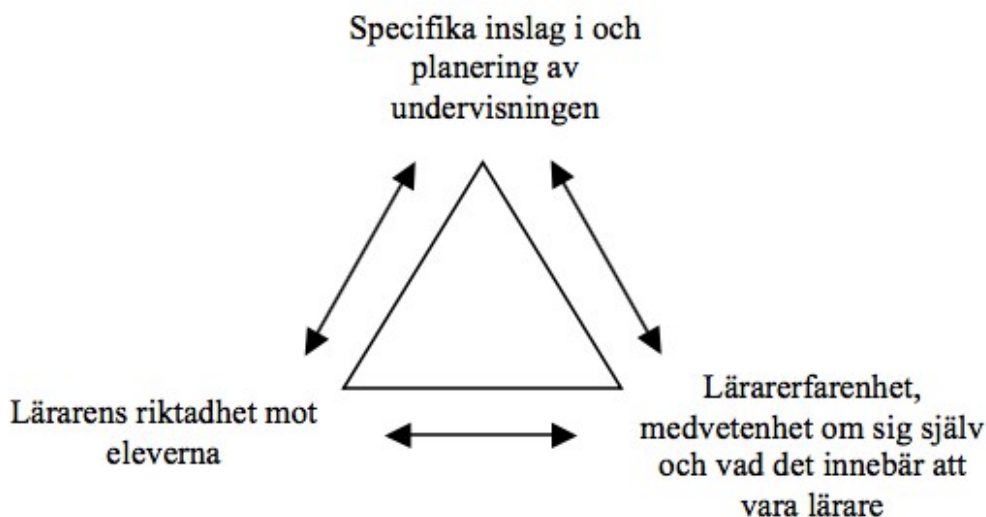 Specifika inslag i och
planering av
undervisningen
Lärarens riktadhet mot
eleverna
Lärarerfarenhet,
medvetenhet om sig själv
och vad det innebär att
vara lärare